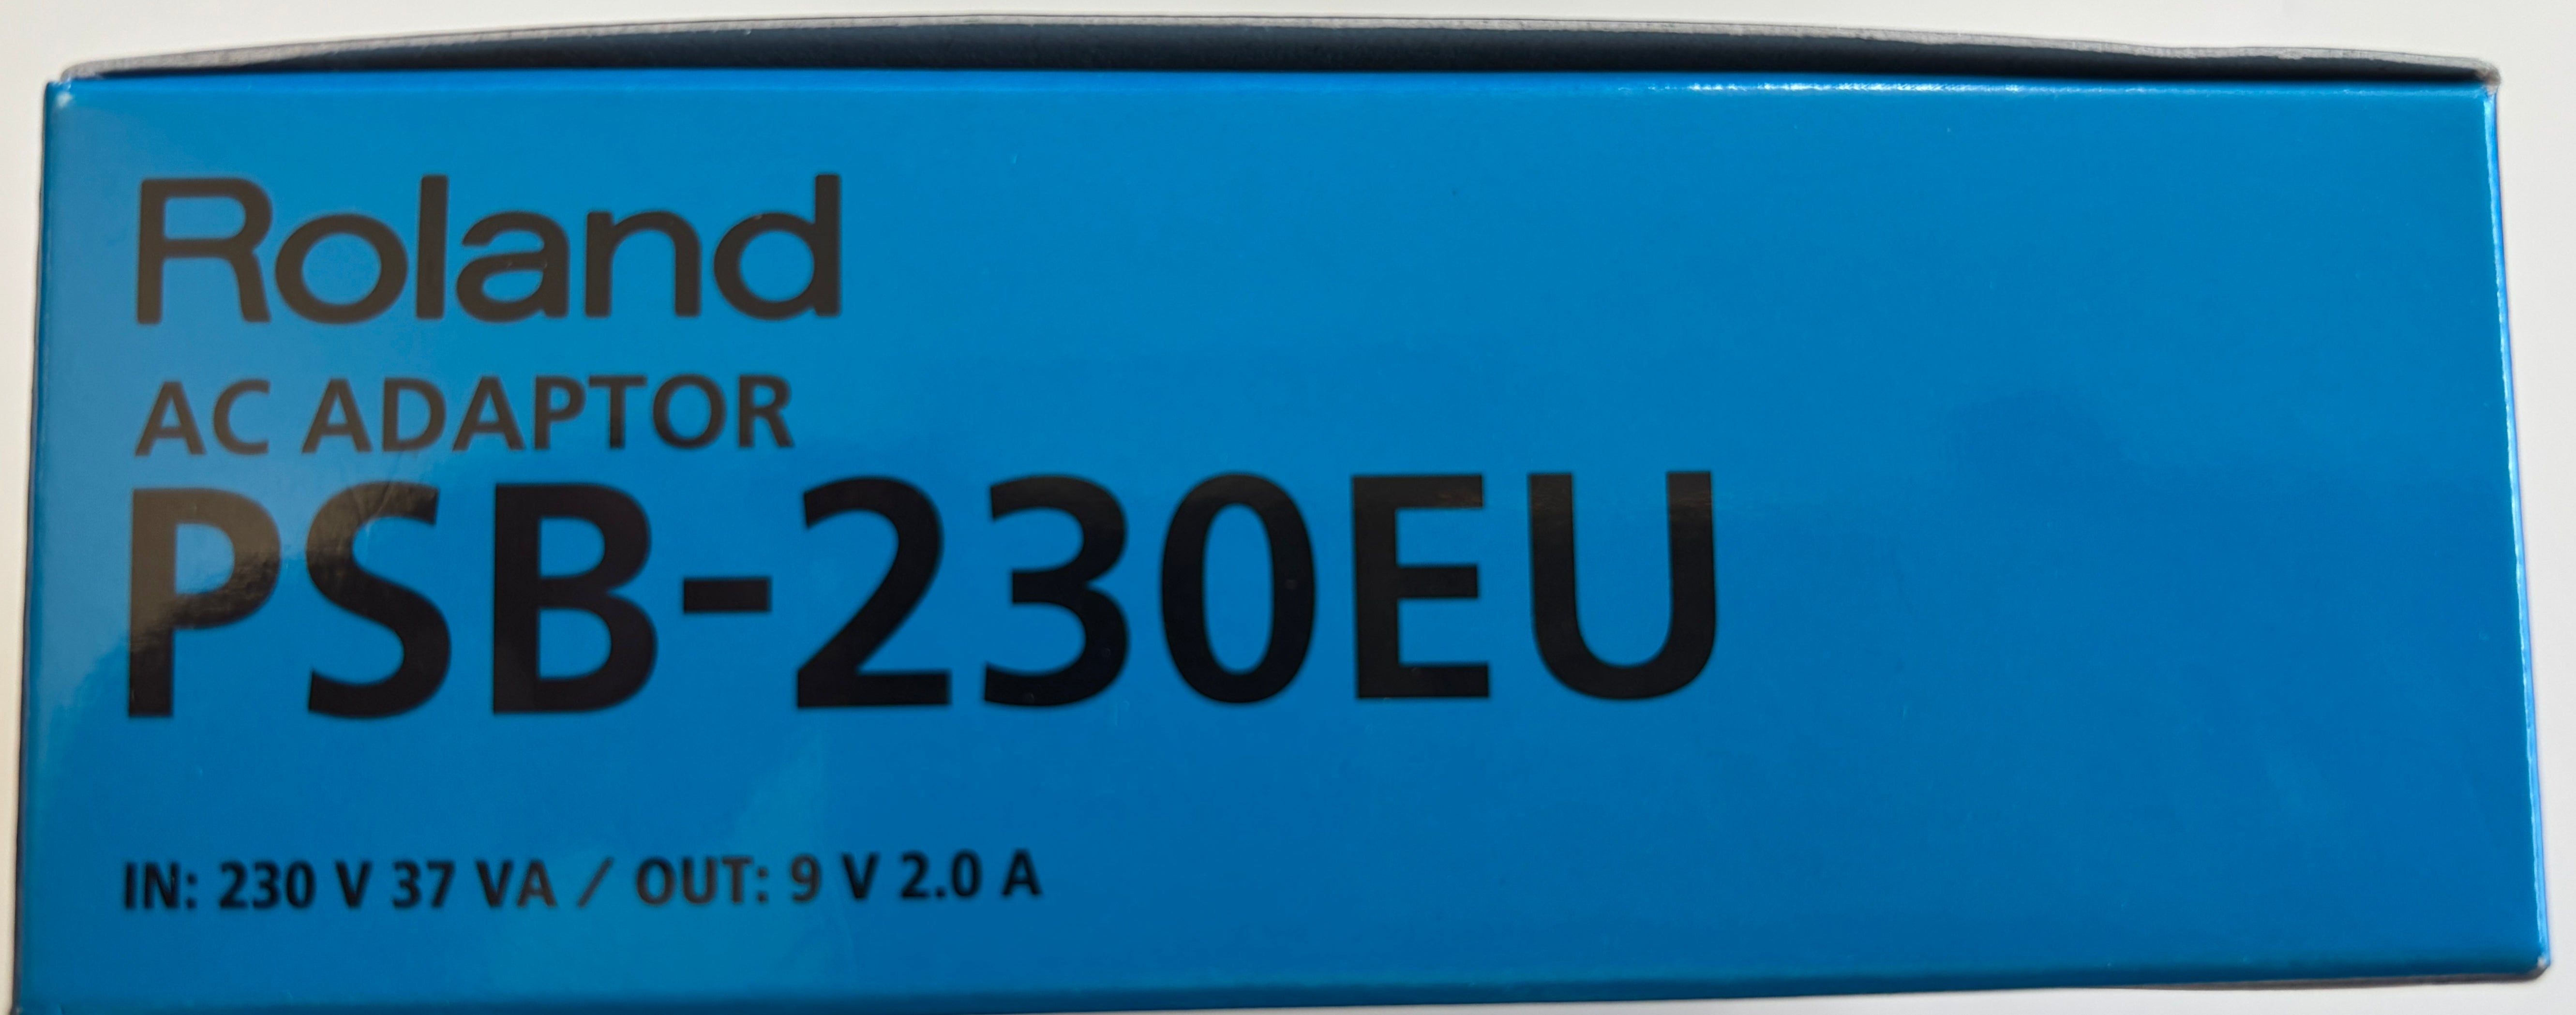 Roland
AC ADAPTOR
PSB-230EU
IN: 230 V 37 VA / OUT: 9 V 2.0 A